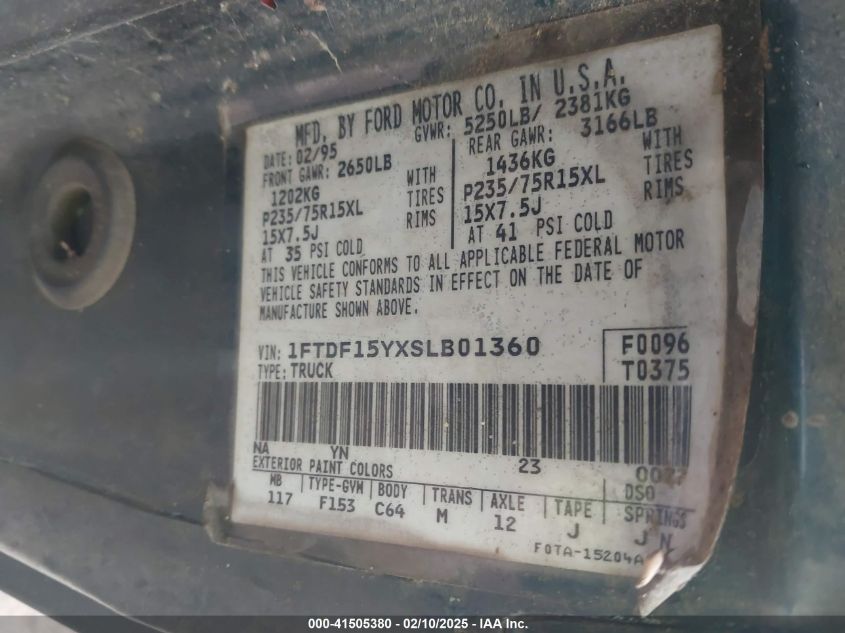 MFD. BY FORD MOTOR CO. IN U.S.A.
DATE: 02/95 GVWR: 5250LB/ 2381KG
FRONT GAWR: 2650LB REAR GAWR: 3166LB
1202KG WITH 1436KG WITH
P235/75R15XL TIRES P235/75R15XL TIRES
15X7.5J RIMS 15X7.5J RIMS
AT 35 PSI COLD AT 41 PSI COLD
THIS VEHICLE CONFORMS TO ALL APPLICABLE FEDERAL MOTOR
VEHICLE SAFETY STANDARDS IN EFFECT ON THE DATE OF
MANUFACTURE SHOWN ABOVE.
VIN: 1FTDF15YXSLB01360 F0096
TYPE: TRUCK T0375
NA YN 23
EXTERIOR PAINT COLORS DSO
WB TYPE-GVW BODY TRANS AXLE TAPE SPRINGS
117 F153 C64 M 12 J J N
F0TA-15204A
000-41505380 - 02/10/2025 - IAAI Inc.